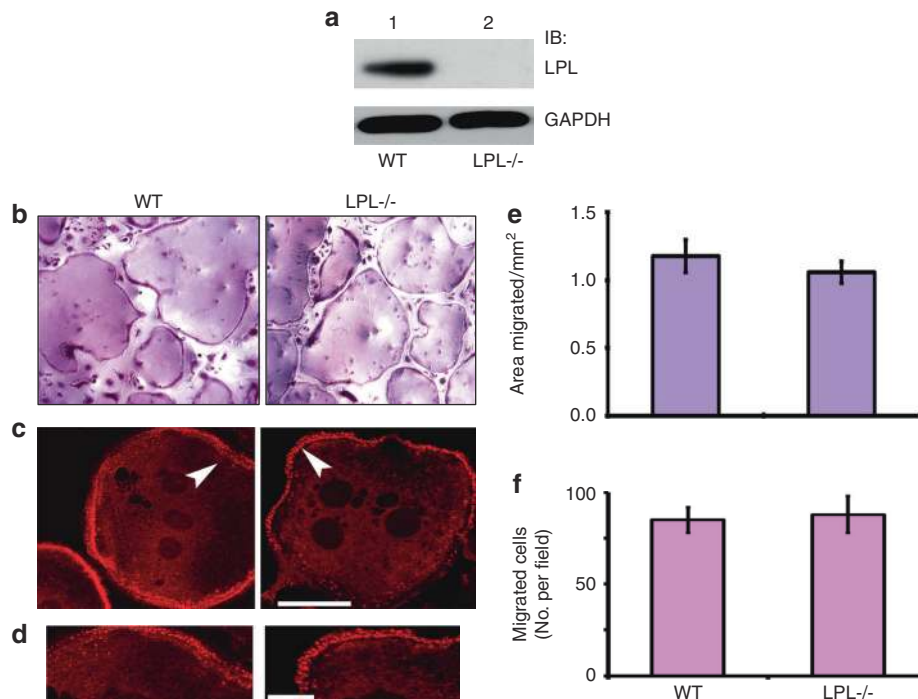 a
1 2
IB:
LPL
GAPDH
WT LPL-/-
WT LPL-/-
b
c
d
e
Area migrated/mm²
1.5
1.0
0.5
0.0
f
Migrated cells
(No. per field)
100
50
0
WT LPL-/-